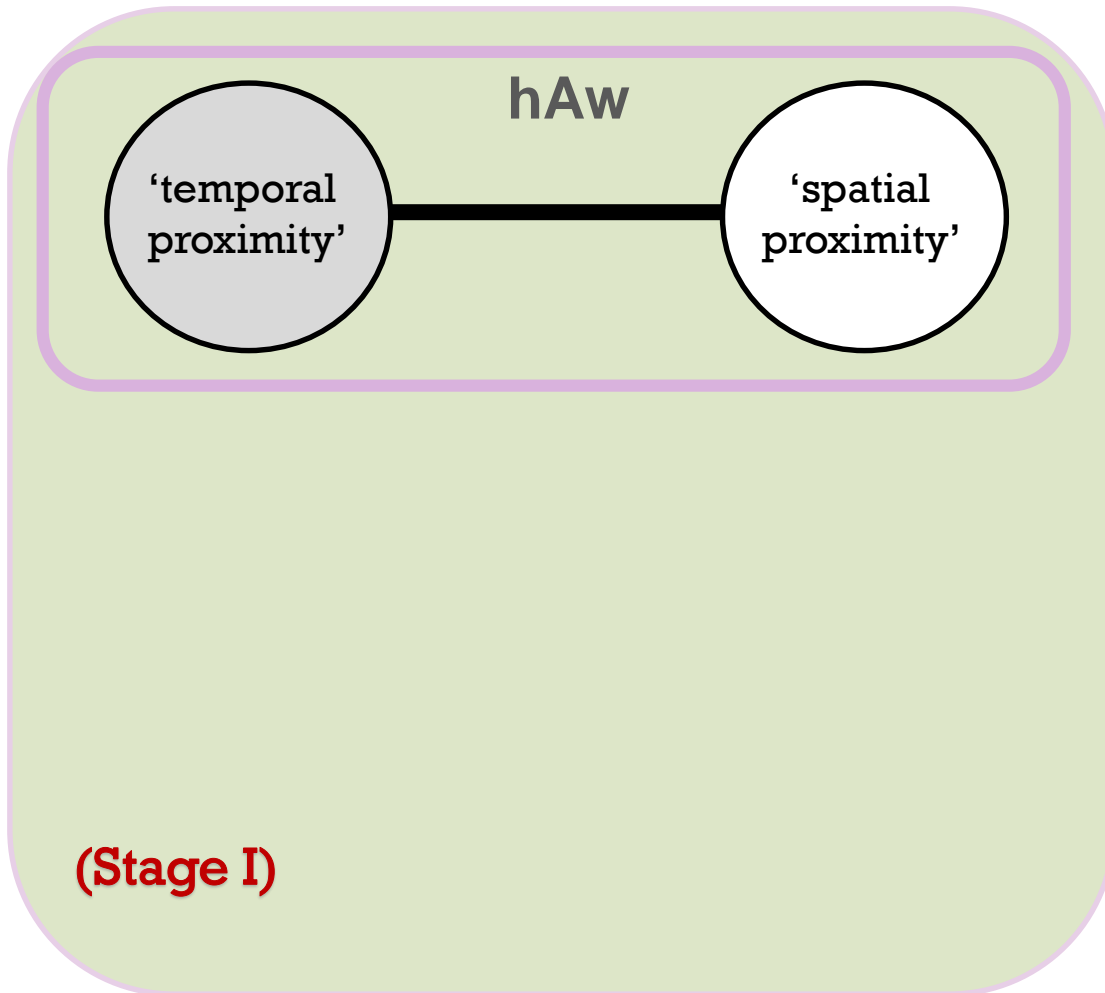 hAw
‘temporal
proximity’
‘spatial
proximity’
(Stage I)